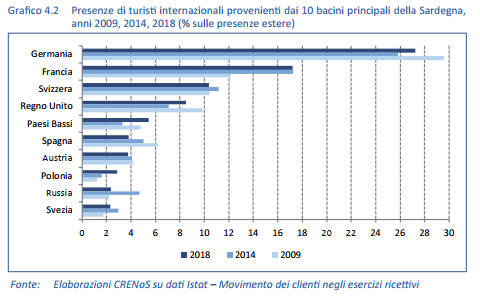 Grafico 4.2 Presenze di turisti internazionali provenienti dai 10 bacini principali della Sardegna,
anni 2009, 2014, 2018 (% sulle presenze estere)
Germania
Francia
Svizzera
Regno Unito
Paesi Bassi
Spagna
Austria
Polonia
Russia
Svezia
0 2 4 6 8 10 12 14 16 18 20 22 24 26 28 30
2018 2014 2009
Fonte: Elaborazioni CRENoS su dati Istat – Movimento dei clienti negli esercizi ricettivi